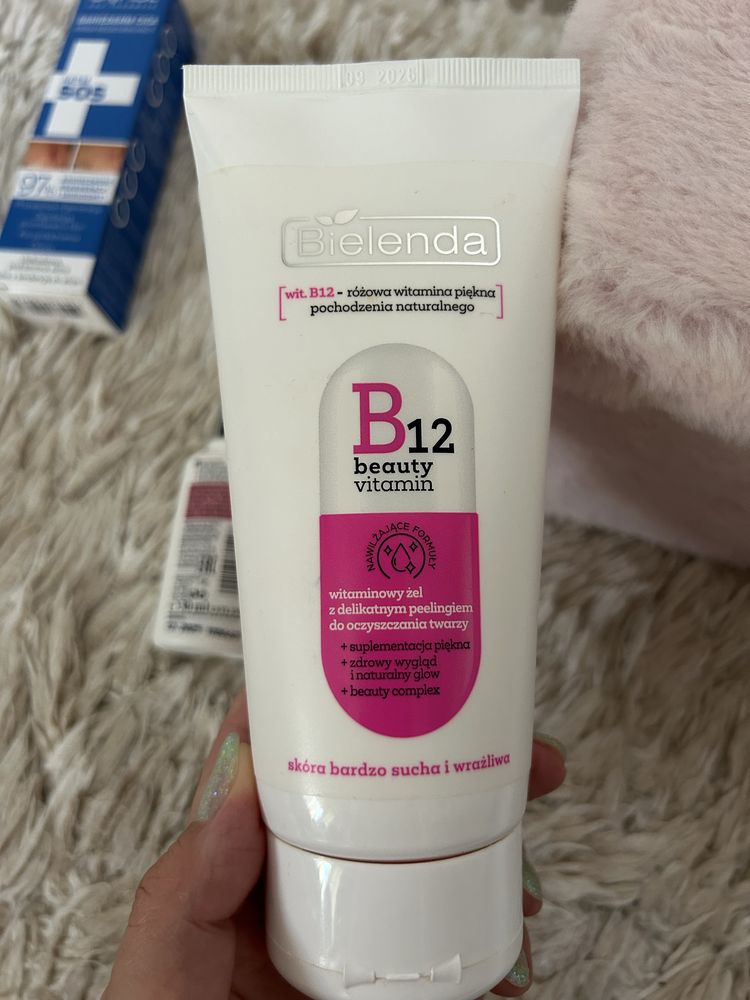 SOS
97%
09 2026
Bielenda
wit. B12 - różowa witamina piękna
pochodzenia naturalnego
B12
beauty
vitamin
NAWILŻAJĄCE FORMUŁY
witaminowy żel
z delikatnym peelingiem
do oczyszczania twarzy
+ suplementacja piękna
+ zdrowy wygląd
i naturalny glow
+ beauty complex
skóra bardzo sucha i wrażliwa